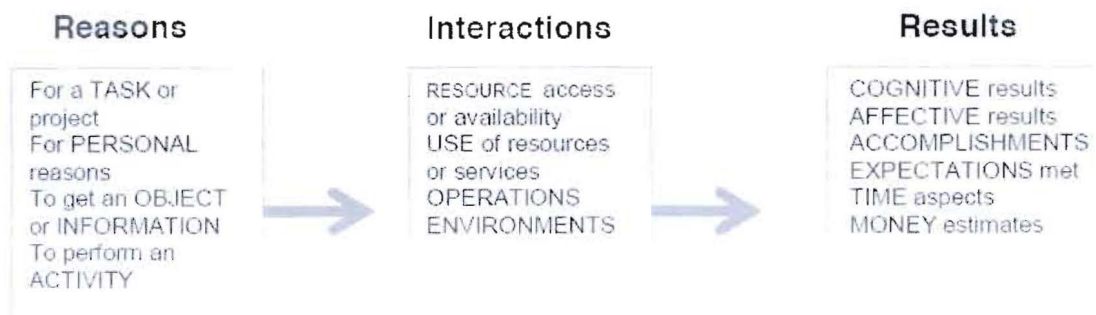 Reasons
For a TASK or
project
For PERSONAL
reasons
To get an OBJECT
or INFORMATION
To perform an
ACTIVITY
Interactions
RESOURCE access
or availability
USE of resources
or services
OPERATIONS
ENVIRONMENTS
Results
COGNITIVE results
AFFECTIVE results
ACCOMPLISHMENTS
EXPECTATIONS met
TIME aspects
MONEY estimates